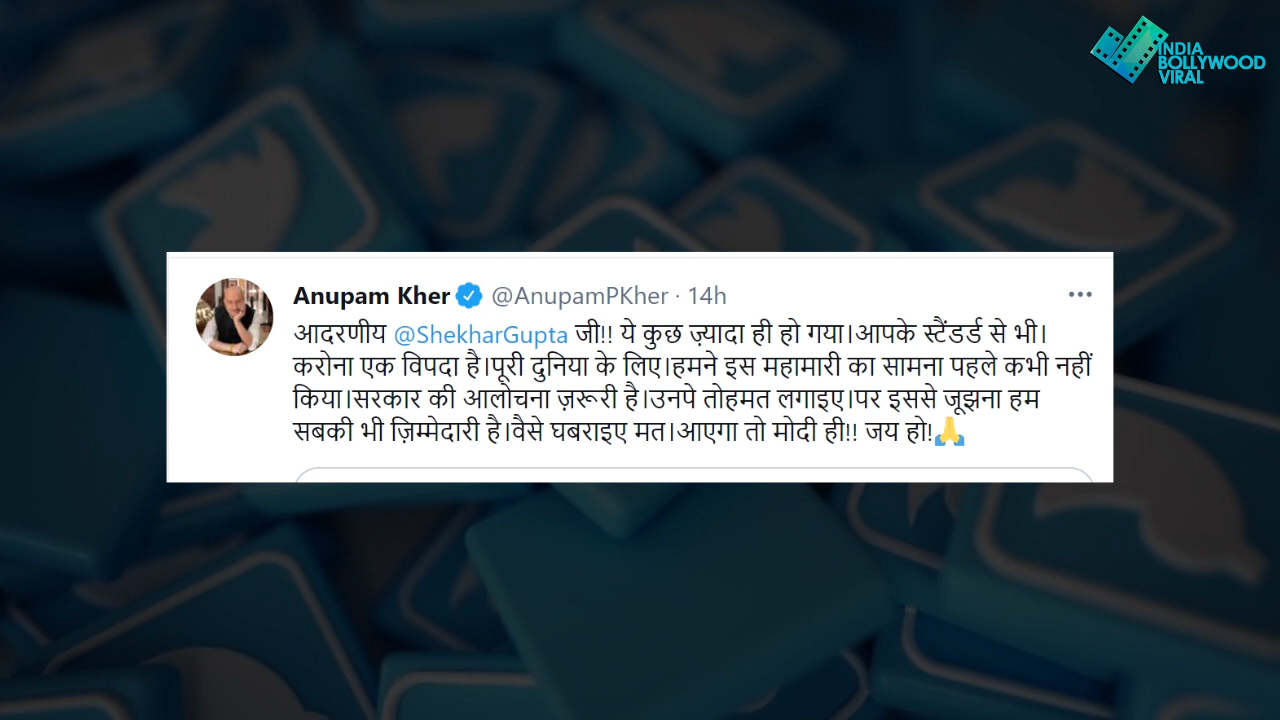 INDIA
BOLLYWOOD
VIRAL
Anupam Kher @AnupamPKher · 14h
आदरणीय @ShekharGupta जी!! ये कुछ ज़्यादा ही हो गया।आपके स्टैंडर्ड से भी।
करोना एक विपदा है।पूरी दुनिया के लिए।हमने इस महामारी का सामना पहले कभी नहीं
किया।सरकार की आलोचना ज़रूरी है।उनपे तोहमत लगाइए।पर इससे जूझना हम
सबकी भी ज़िम्मेदारी है।वैसे घबराइए मत।आएगा तो मोदी ही!! जय हो!🙏